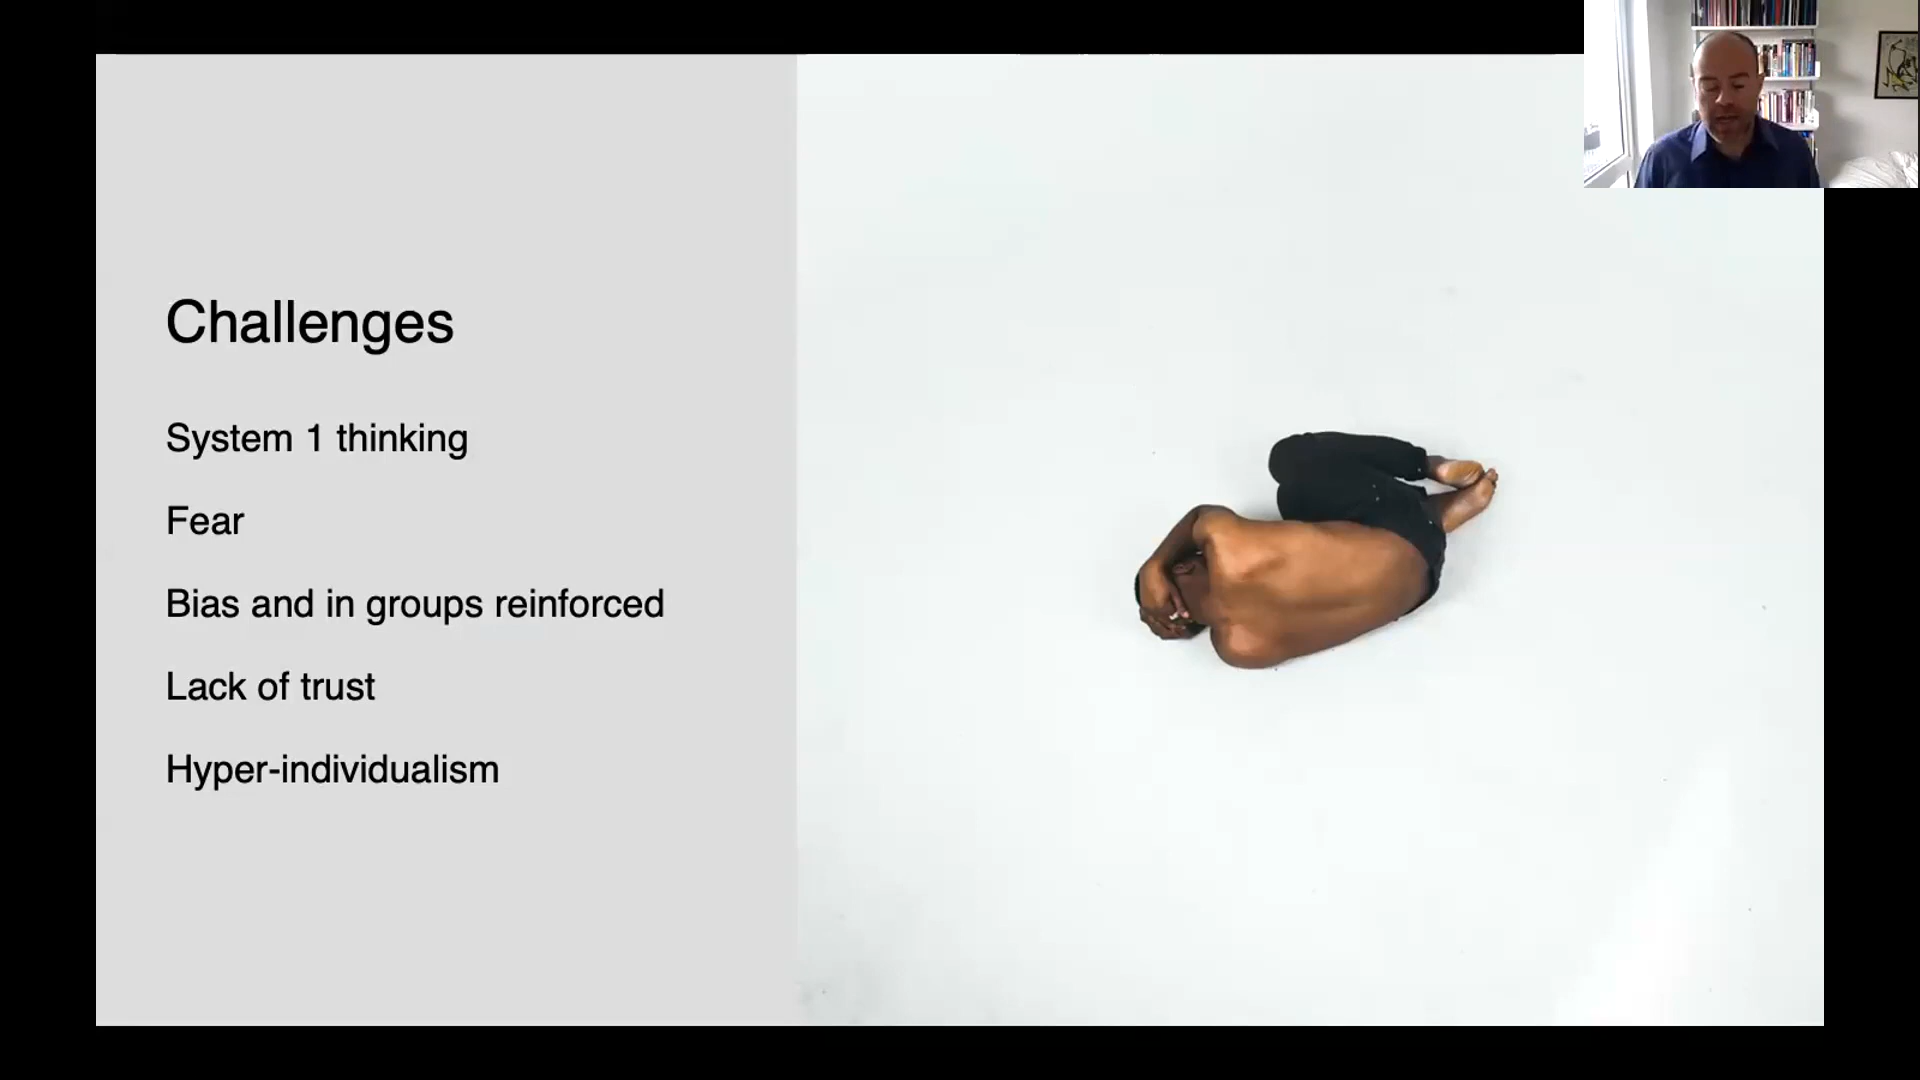 Challenges
System 1 thinking
Fear
Bias and in groups reinforced
Lack of trust
Hyper-individualism